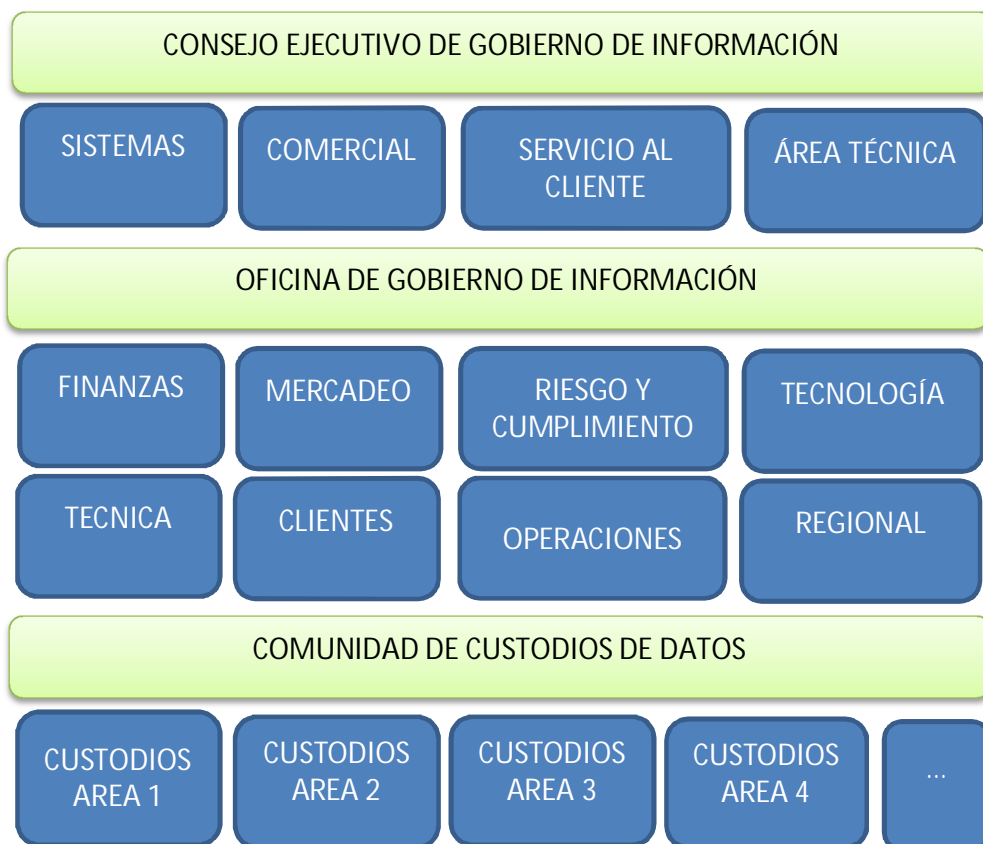 CONSEJO EJECUTIVO DE GOBIERNO DE INFORMACIÓN
SISTEMAS
COMERCIAL
SERVICIO AL
CLIENTE
ÁREA TÉCNICA
OFICINA DE GOBIERNO DE INFORMACIÓN
FINANZAS
MERCADEO
RIESGO Y
CUMPLIMIENTO
TECNOLOGÍA
TECNICA
CLIENTES
OPERACIONES
REGIONAL
COMUNIDAD DE CUSTODIOS DE DATOS
CUSTODIOS
AREA 1
CUSTODIOS
AREA 2
CUSTODIOS
AREA 3
CUSTODIOS
AREA 4
...